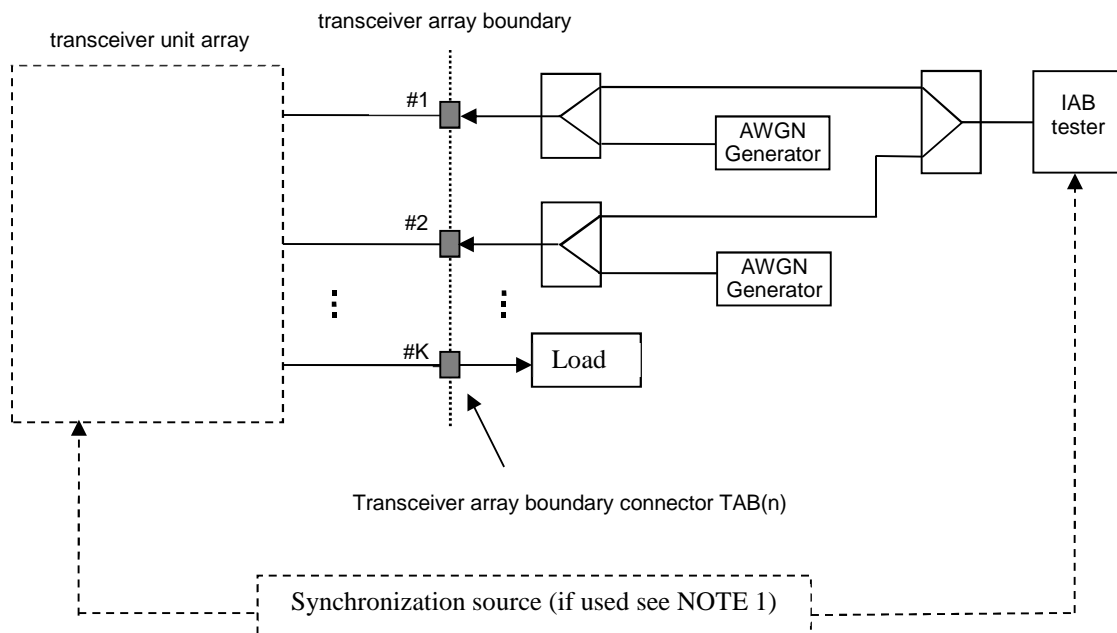 transceiver array boundary
transceiver unit array
#1
AWGN
Generator
IAB
tester
#2
AWGN
Generator
#K
Load
Transceiver array boundary connector TAB(n)
Synchronization source (if used see NOTE 1)